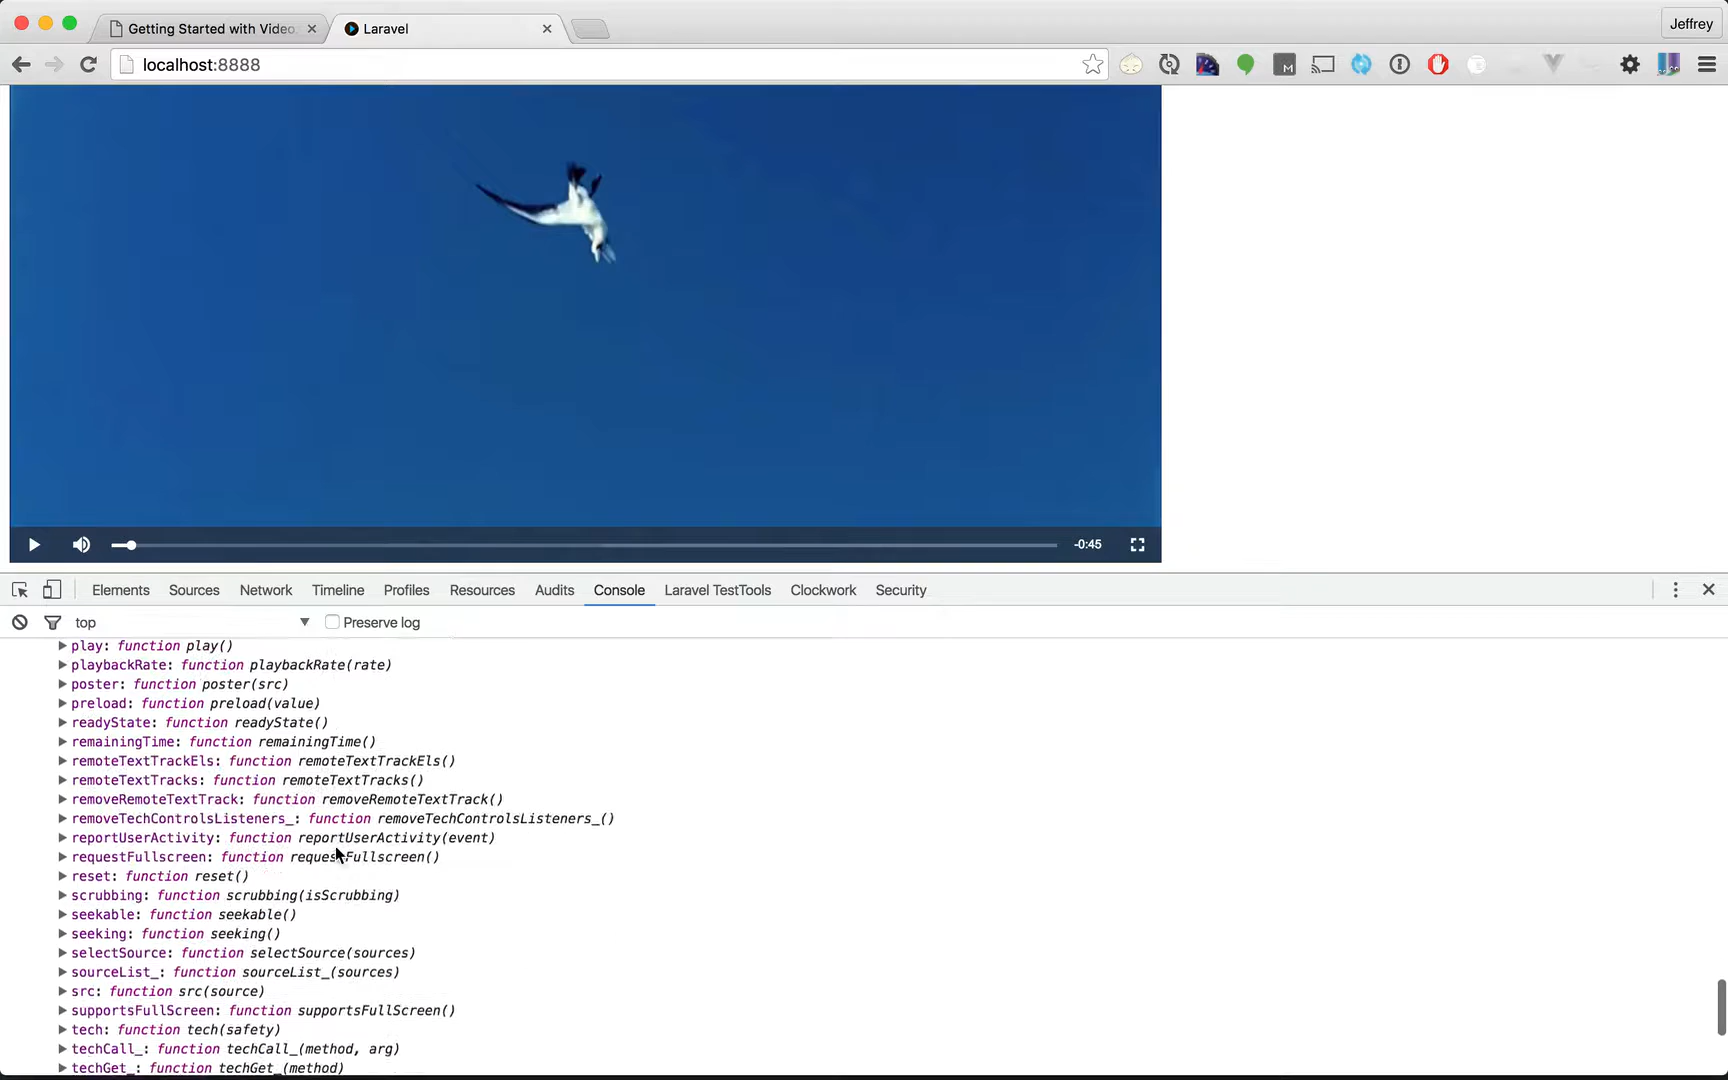 Getting Started with Video
Laravel
Jeffrey
localhost:8888
M
-0:45
Elements Sources Network Timeline Profiles Resources Audits Console Laravel TestTools Clockwork Security
top Preserve log
play: function play()
playbackRate: function playbackRate(rate)
poster: function poster(src)
preload: function preload(value)
readyState: function readyState()
remainingTime: function remainingTime()
remoteTextTrackEls: function remoteTextTrackEls()
remoteTextTracks: function remoteTextTracks()
removeRemoteTextTrack: function removeRemoteTextTrack()
removeTechControlsListeners_: function removeTechControlsListeners_()
reportUserActivity: function reportUserActivity(event)
requestFullscreen: function requestFullscreen()
reset: function reset()
scrubbing: function scrubbing(isScrubbing)
seekable: function seekable()
seeking: function seeking()
selectSource: function selectSource(sources)
sourceList_: function sourceList_(sources)
src: function src(source)
supportsFullScreen: function supportsFullScreen()
tech: function tech(safety)
techCall_: function techCall_(method, arg)
techGet_: function techGet_(method)